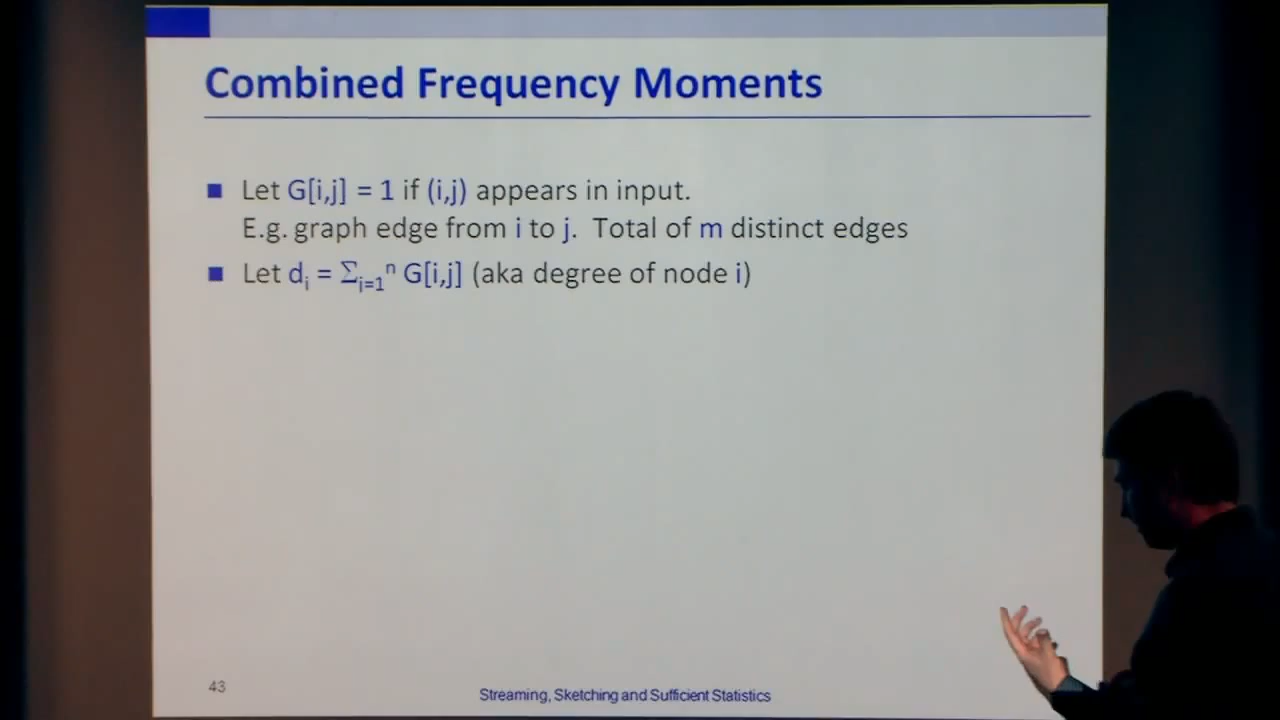 Combined Frequency Moments
Let G[i,j] = 1 if (i,j) appears in input.
E.g. graph edge from i to j. Total of m distinct edges
Let dᵢ = Σⱼ₌₁ⁿ G[i,j] (aka degree of node i)
43
Streaming, Sketching and Sufficient Statistics